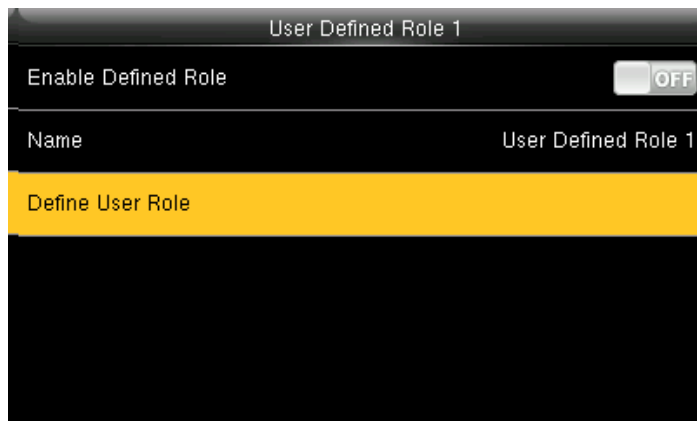 User Defined Role 1
Enable Defined Role OFF
Name User Defined Role 1
Define User Role